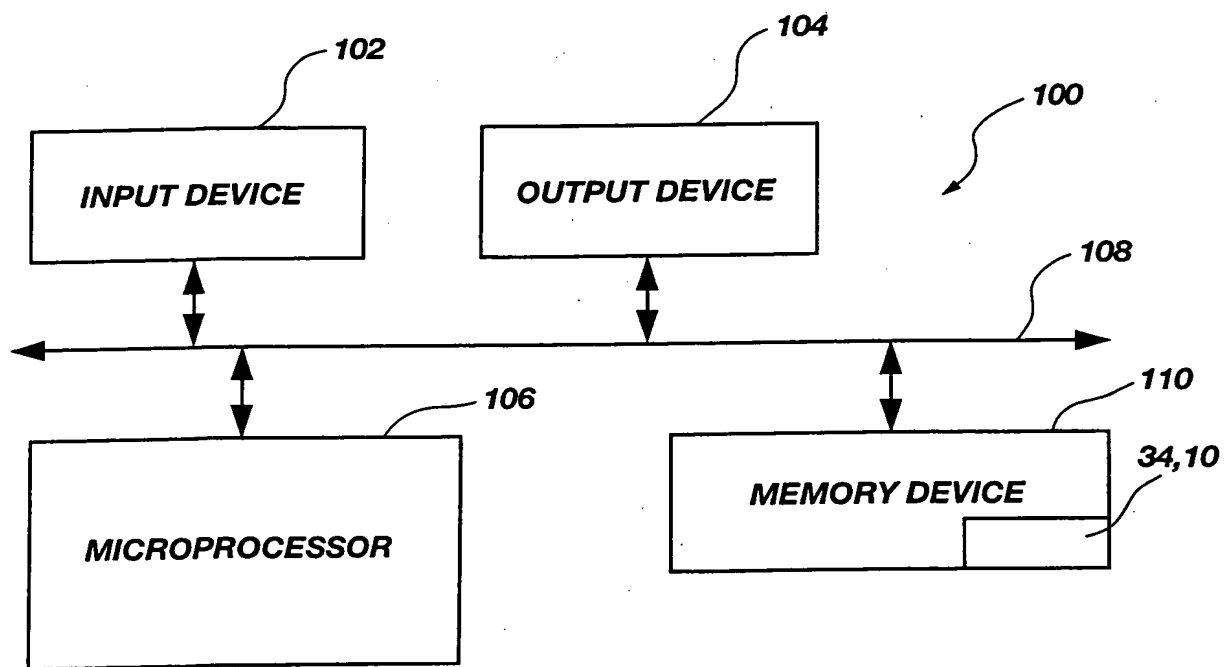 102
104
100
INPUT DEVICE
OUTPUT DEVICE
108
106
110
34,10
MEMORY DEVICE
MICROPROCESSOR